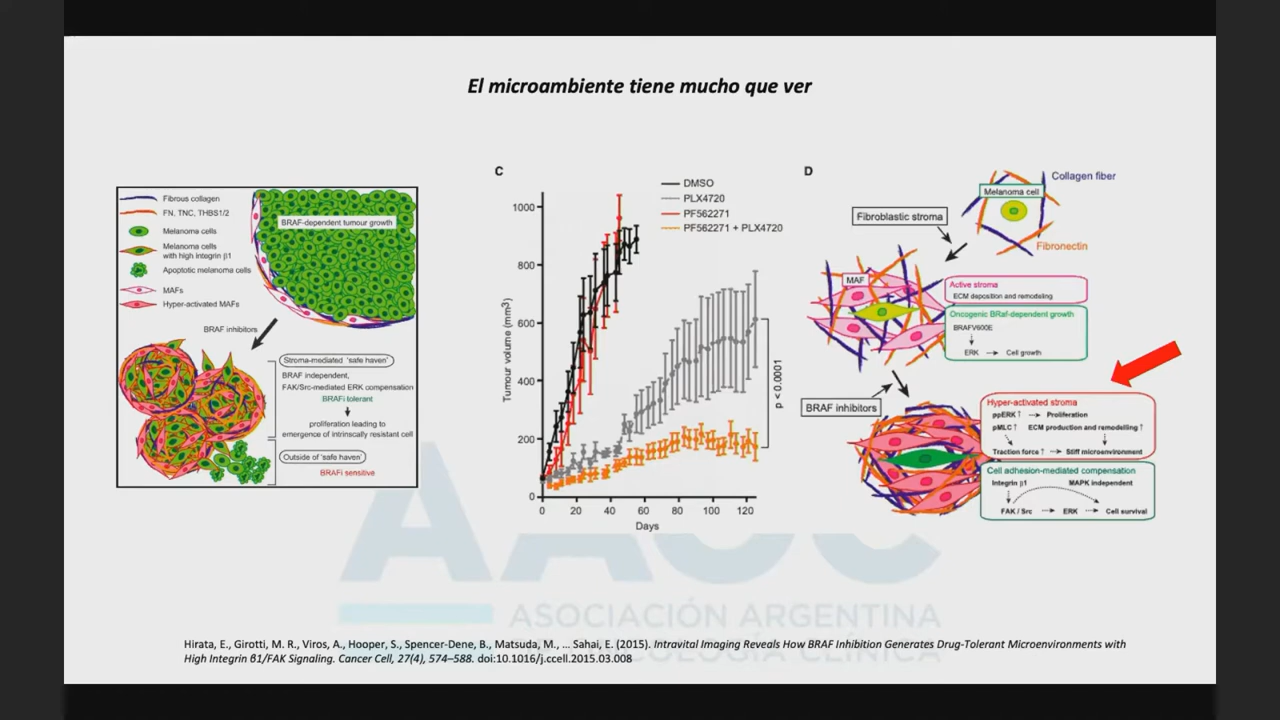 El microambiente tiene mucho que ver
Fibrous collagen
FN, TNC, THBS1/2
Melanoma cells
Melanoma cells
with high integrin β1
Apoptotic melanoma cells
MAFs
Hyper-activated MAFs
BRAF-dependent tumour growth
BRAF inhibitors
Stroma-mediated 'safe haven'
BRAF independent,
FAK/Src-mediated ERK compensation
BRAFi tolerant
proliferation leading to
emergence of intrinscally resistant cell
Outside of 'safe haven'
BRAFi sensitive
C
DMSO
PLX4720
PF562271
PF562271 + PLX4720
Tumour volume (mm3)
1000
800
600
400
200
0
0 20 40 60 80 100 120
Days
p < 0.0001
D
Collagen fiber
Melanoma cell
Fibroblastic stroma
Fibronectin
MAF
Active stroma
ECM deposition and remodeling
Oncogenic BRaf-dependent growth
BRAFV600E
ERK → Cell growth
BRAF inhibitors
Hyper-activated stroma
ppERK↑ Proliferation
pMLC↑ ECM production and remodelling↑
Traction force↑ Stiff microenvironment
Cell adhesion-mediated compensation
Integrin β1 MAPK independent
FAK / Src ERK Cell survival
AAOC
ASOCIACIÓN ARGENTINA
DE ONCOLOGÍA CLÍNICA
Hirata, E., Girotti, M. R., Viros, A., Hooper, S., Spencer-Dene, B., Matsuda, M., … Sahai, E. (2015). Intravital Imaging Reveals How BRAF Inhibition Generates Drug-Tolerant Microenvironments with
High Integrin β1/FAK Signaling. Cancer Cell, 27(4), 574–588. doi:10.1016/j.ccell.2015.03.008